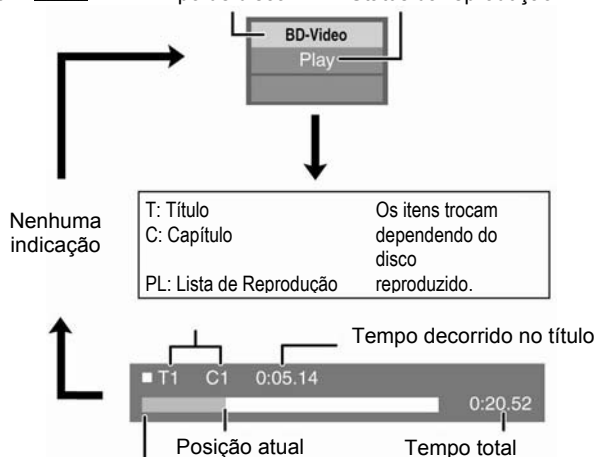 BD-Video
Play
Nenhuma
indicação
T: Título
C: Capítulo
PL: Lista de Reprodução
Os itens trocam
dependendo do
disco
reproduzido.
Tempo decorrido no título
T1 C1 0:05.14
0:20.52
Posição atual
Tempo total